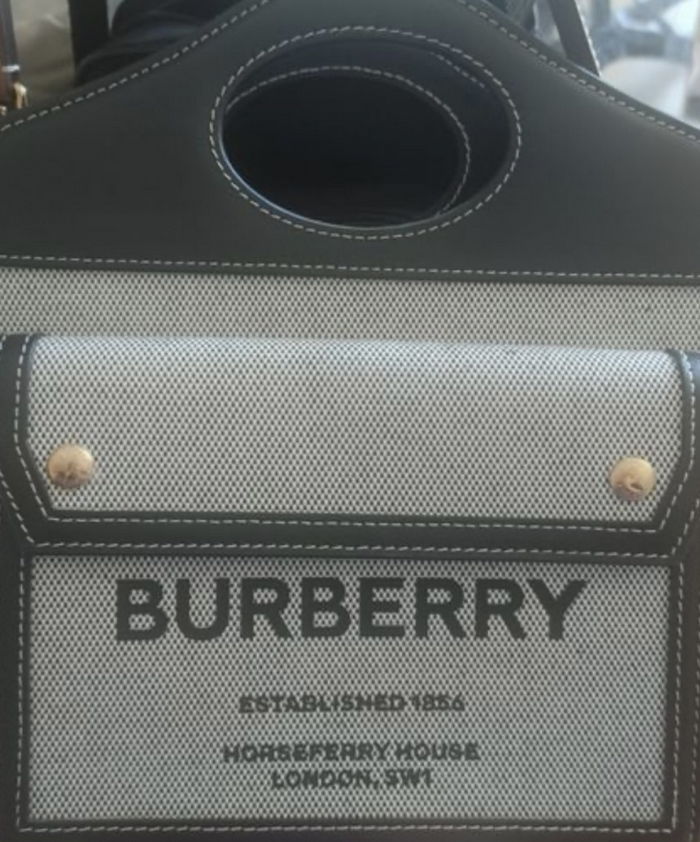 BURBERRY
ESTABLISHED 1856
HORSEFERRY HOUSE
LONDON, SW1